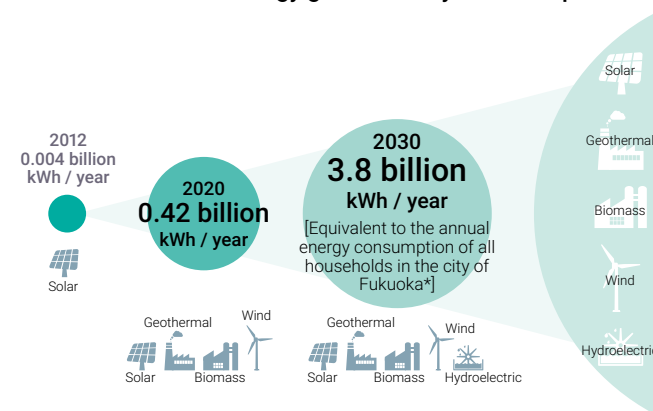 2012
0.004 billion
kWh / year
Solar
2020
0.42 billion
kWh / year
Geothermal
Wind
Solar
Biomass
2030
3.8 billion
kWh / year
[Equivalent to the annual
energy consumption of all
households in the city of
Fukuoka*]
Geothermal
Wind
Solar
Biomass
Hydroelectric
Solar
Geothermal
Biomass
Wind
Hydroelectric